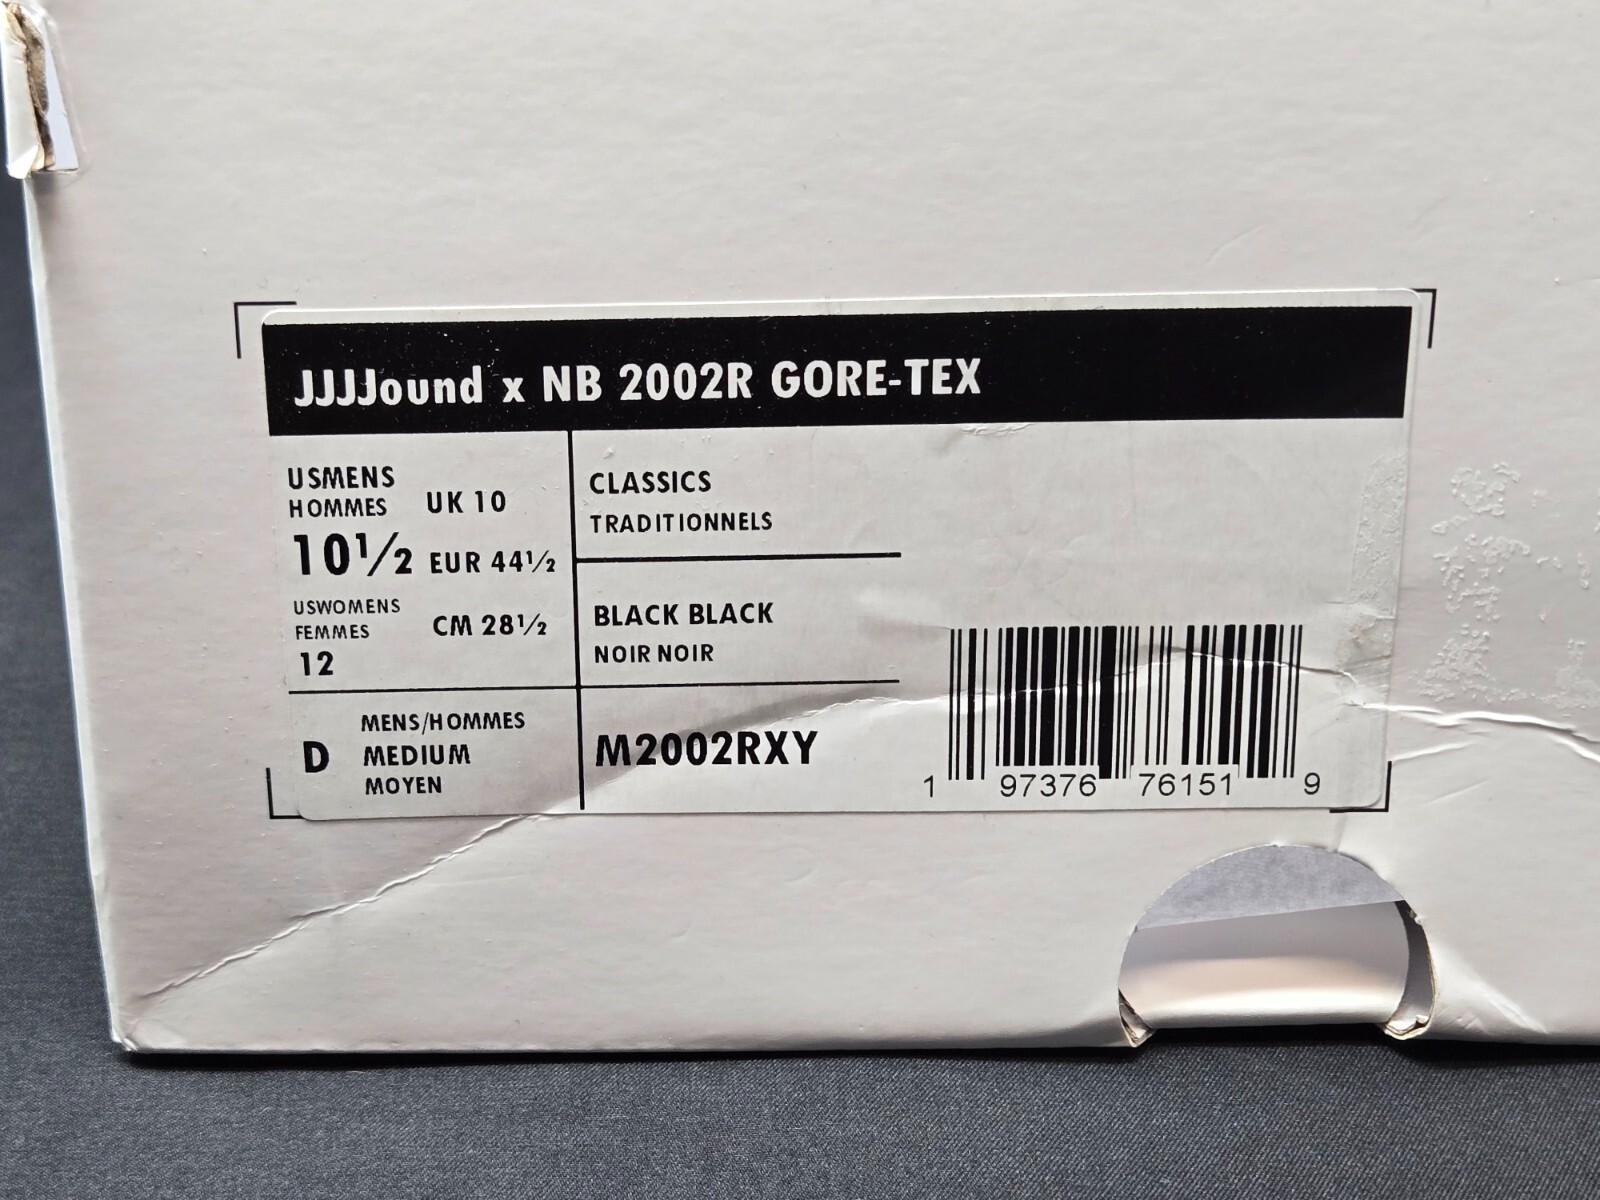 JJJJound x NB 2002R GORE-TEX
USMENS
HOMMES
UK 10
10½
EUR 44½
USWOMENS
FEMMES
CM 28½
12
CLASSICS
TRADITIONNELS
BLACK BLACK
NOIR NOIR
D
MENS/HOMMES
MEDIUM
MOYEN
M2002RXY
1 97376 76151 9